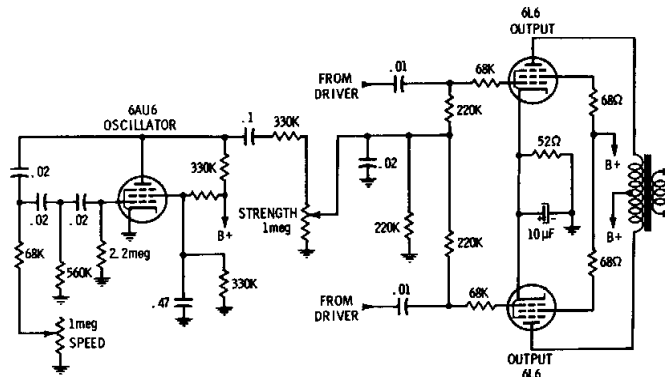 6L6
OUTPUT
.01
68K
FROM
DRIVER
6AU6
OSCILLATOR
.1
330K
220K
68Ω
.02
330K
52Ω
B+
.02
.02
.02
STRENGTH
1meg
B+
220K
10µF
B+
68K
560K
2.2meg
220K
68Ω
.47
330K
FROM
DRIVER
.01
68K
1meg
SPEED
OUTPUT
6L6